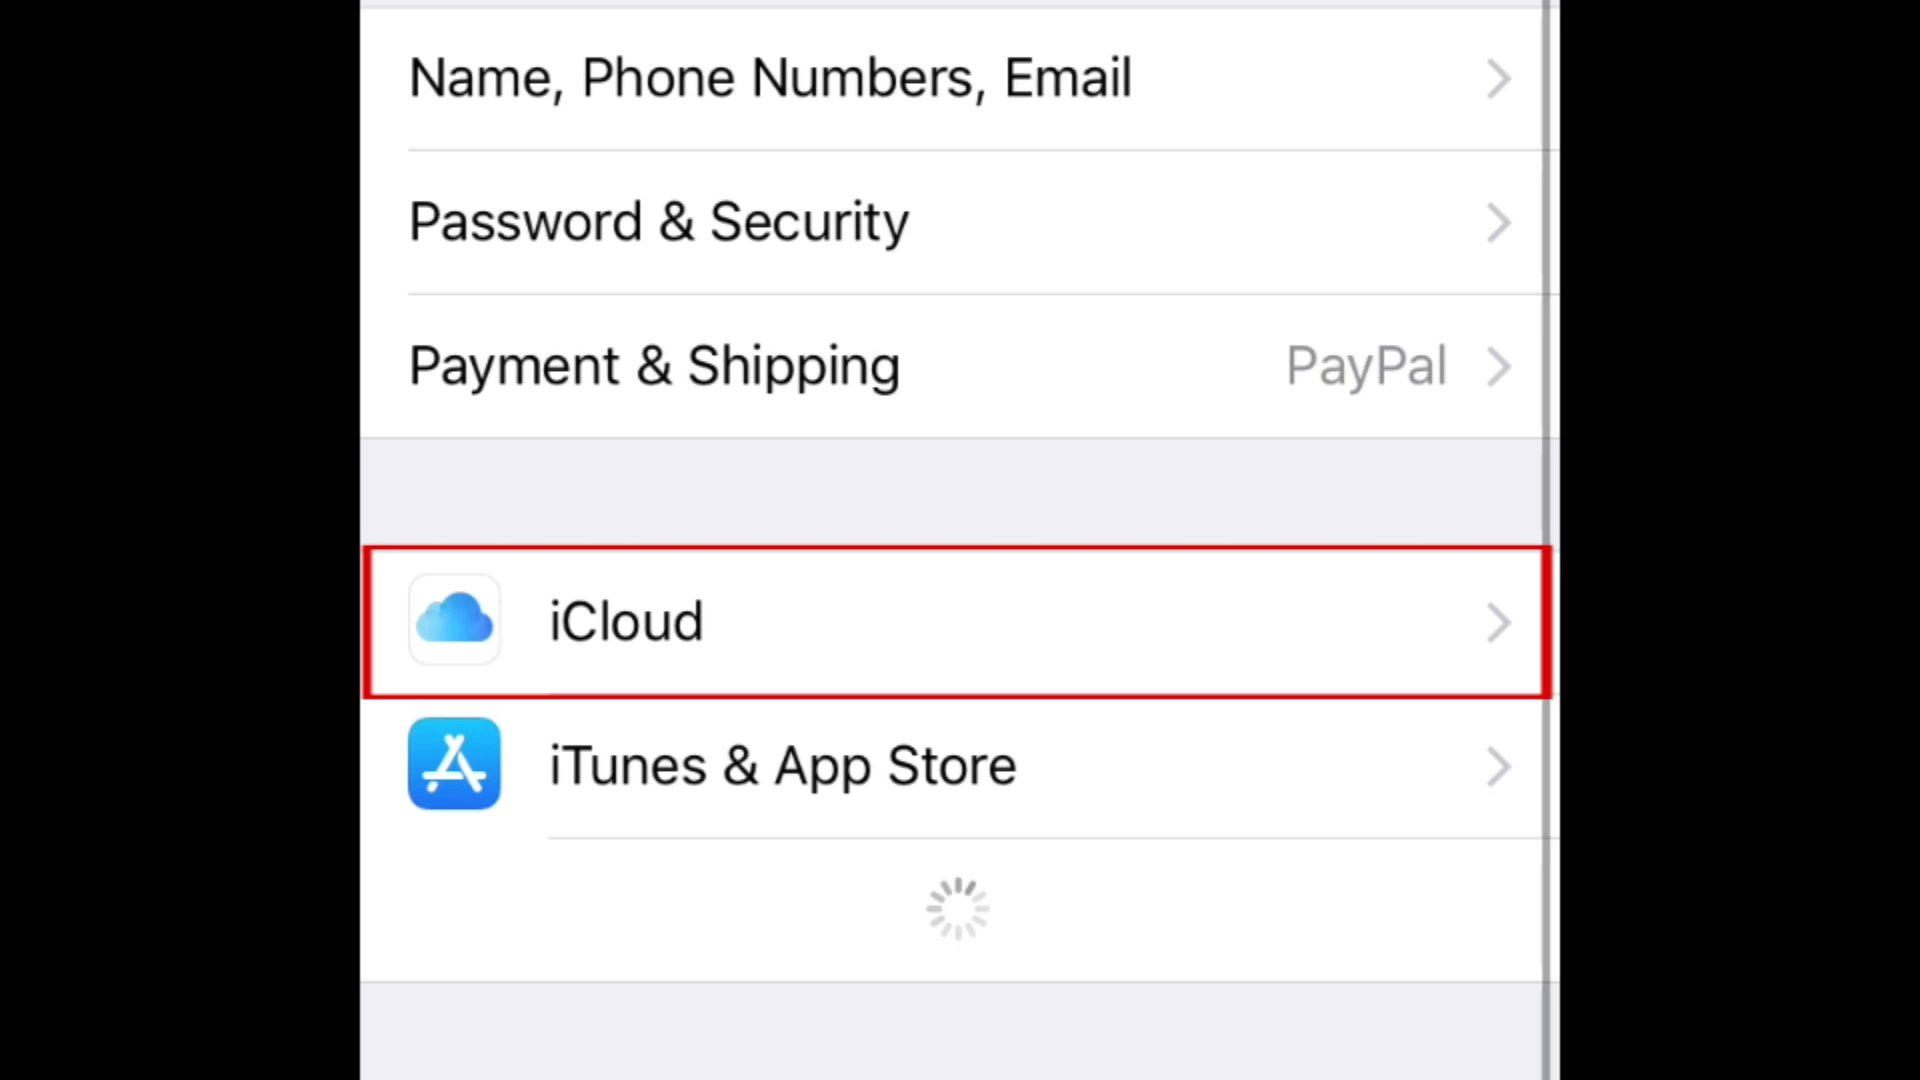 Name, Phone Numbers, Email
Password & Security
Payment & Shipping PayPal
iCloud
iTunes & App Store